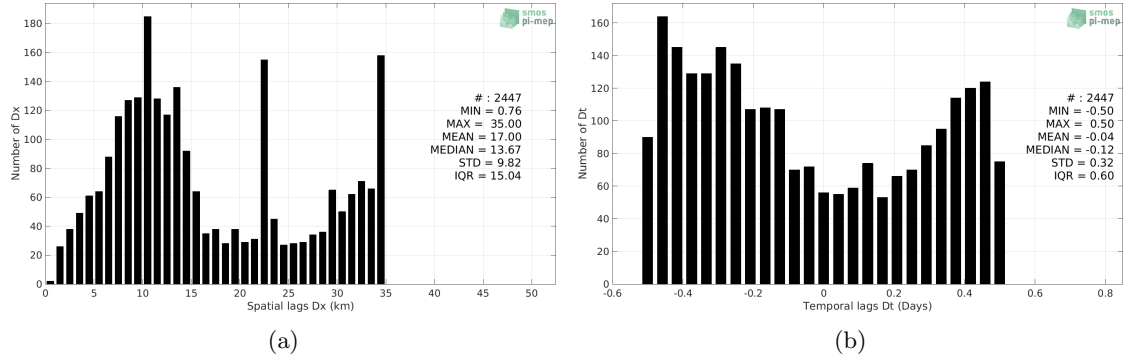 smos
pi-mep
180
160
140
120
100
80
60
40
20
0
Number of Dx
# : 2447
MIN = 0.76
MAX = 35.00
MEAN = 17.00
MEDIAN = 13.67
STD = 9.82
IQR = 15.04
0 5 10 15 20 25 30 35 40 45 50
Spatial lags Dx (km)
(a)
smos
pi-mep
160
140
120
100
80
60
40
20
0
Number of Dt
# : 2447
MIN = -0.50
MAX = 0.50
MEAN = -0.04
MEDIAN = -0.12
STD = 0.32
IQR = 0.60
-0.6 -0.4 -0.2 0 0.2 0.4 0.6 0.8
Temporal lags Dt (Days)
(b)